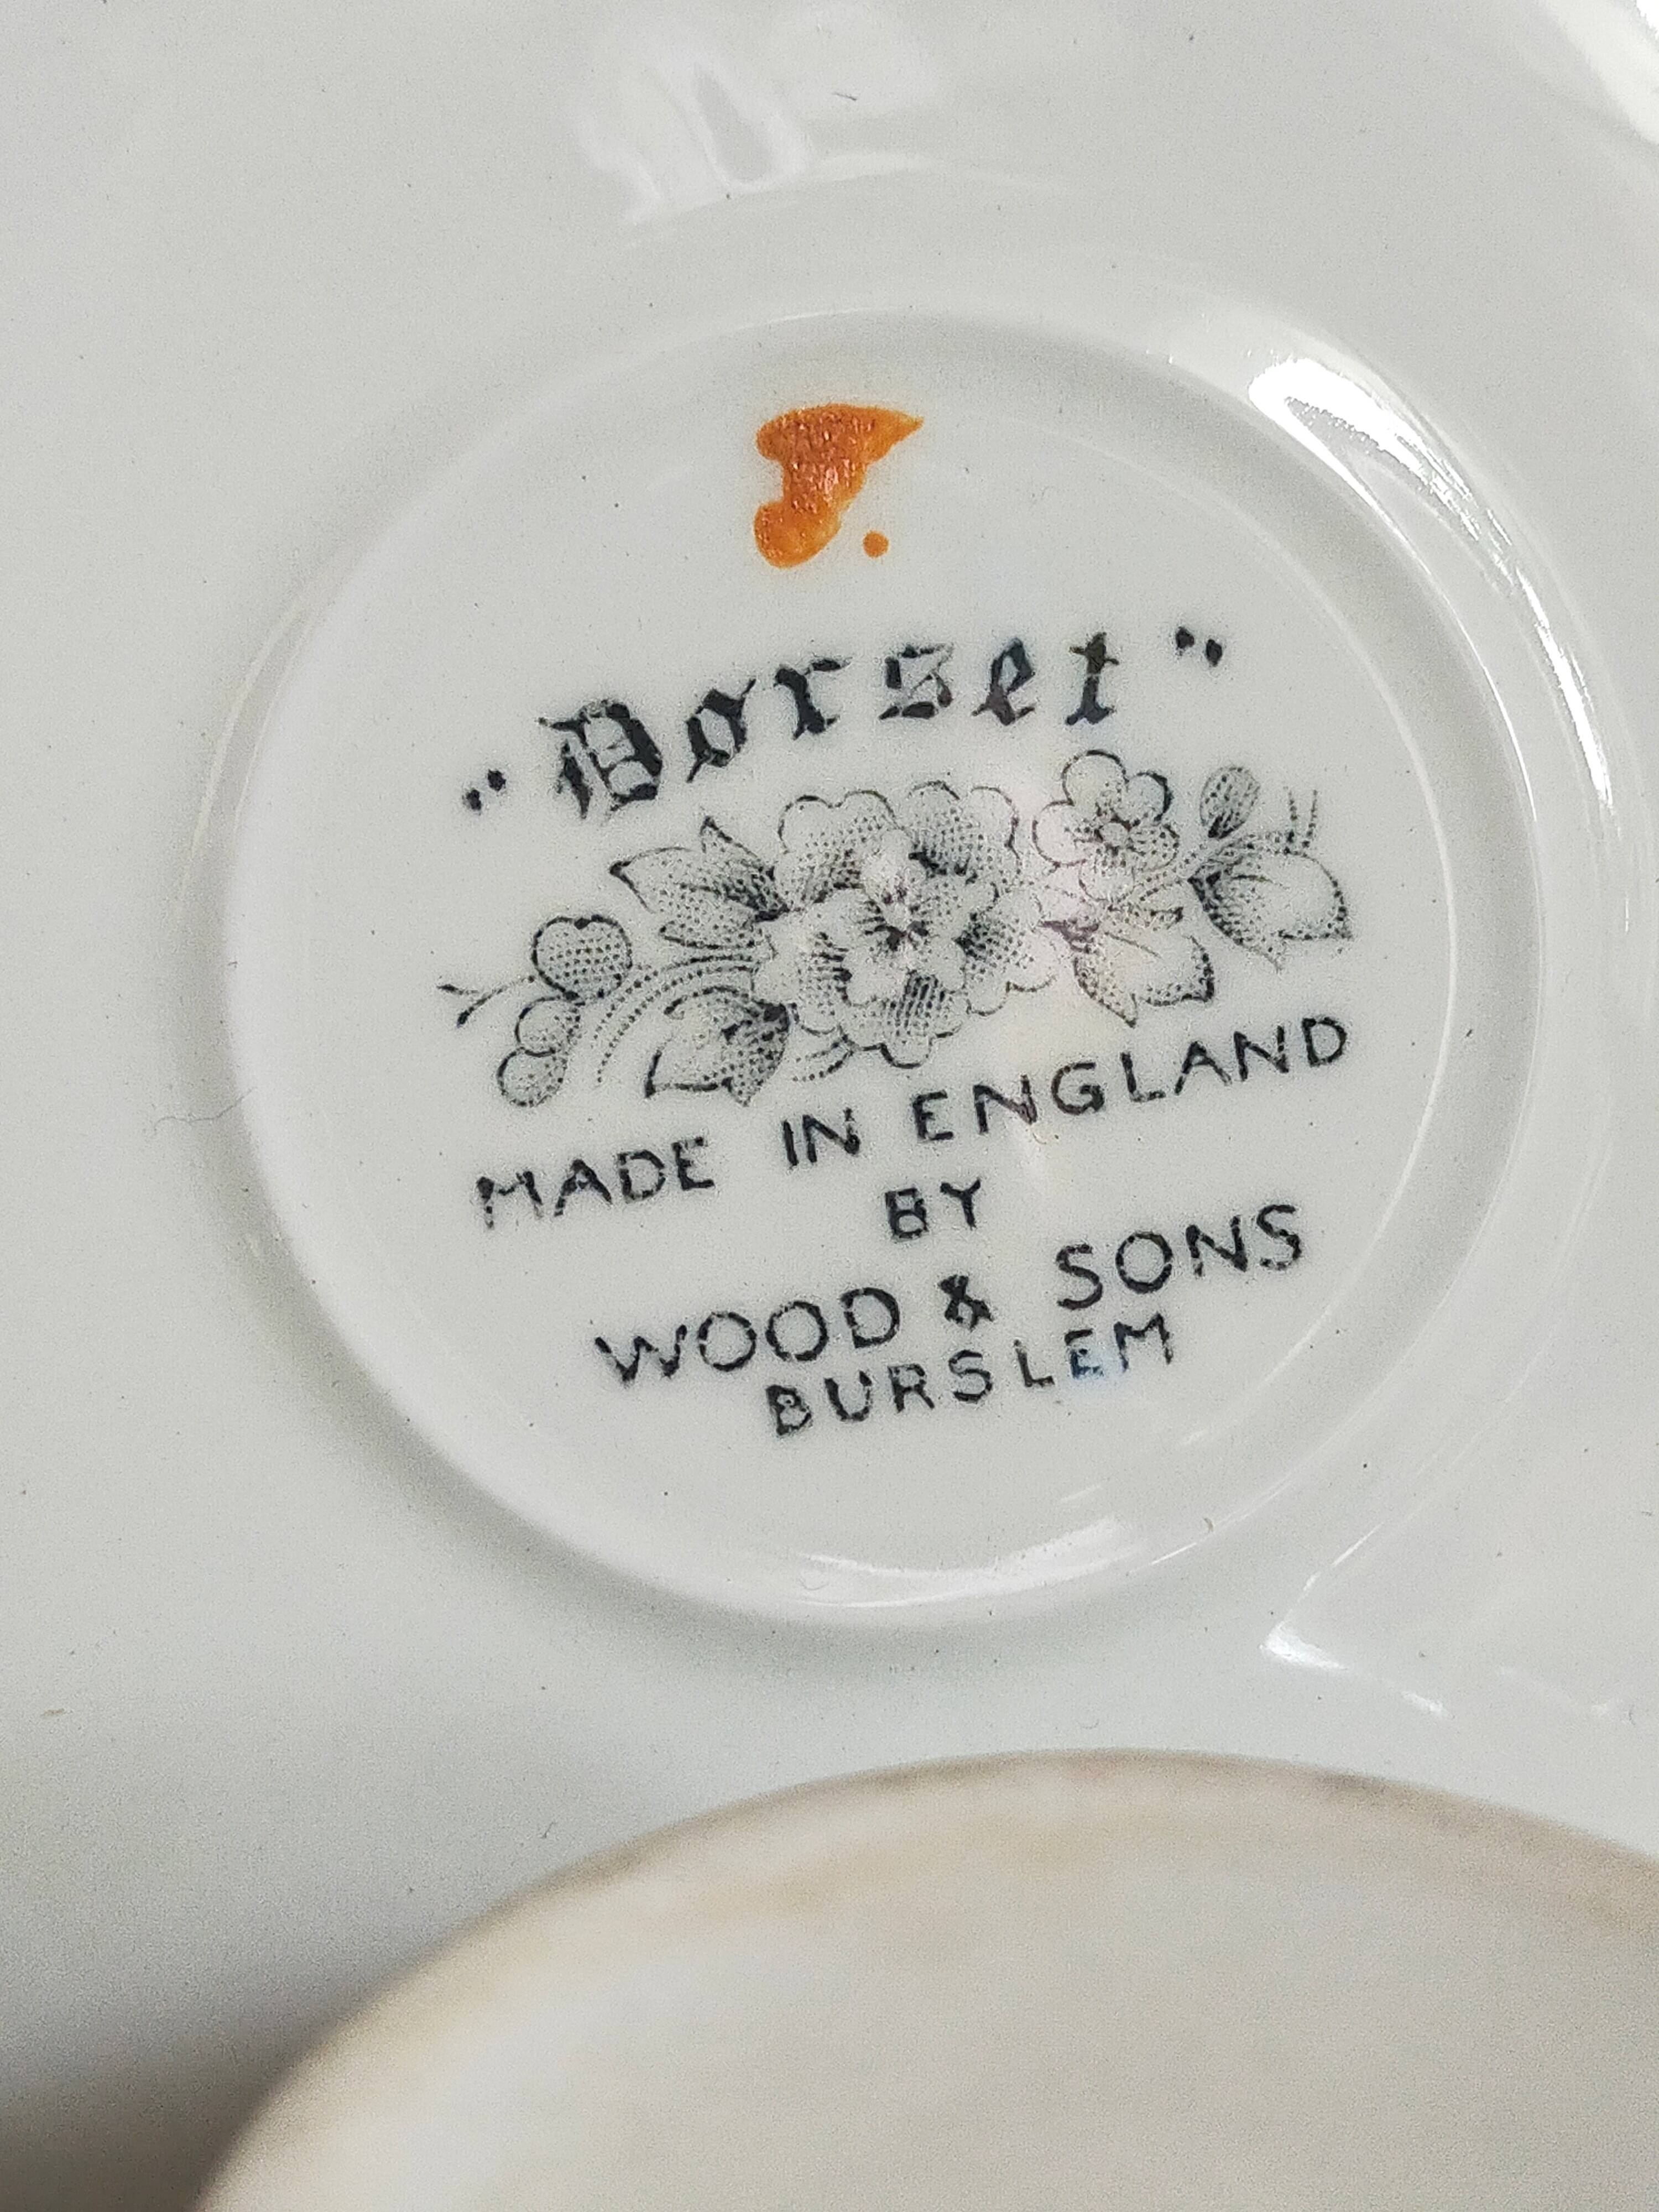 J.
"Dorset"
MADE IN ENGLAND
BY
WOOD & SONS
BURSLEM